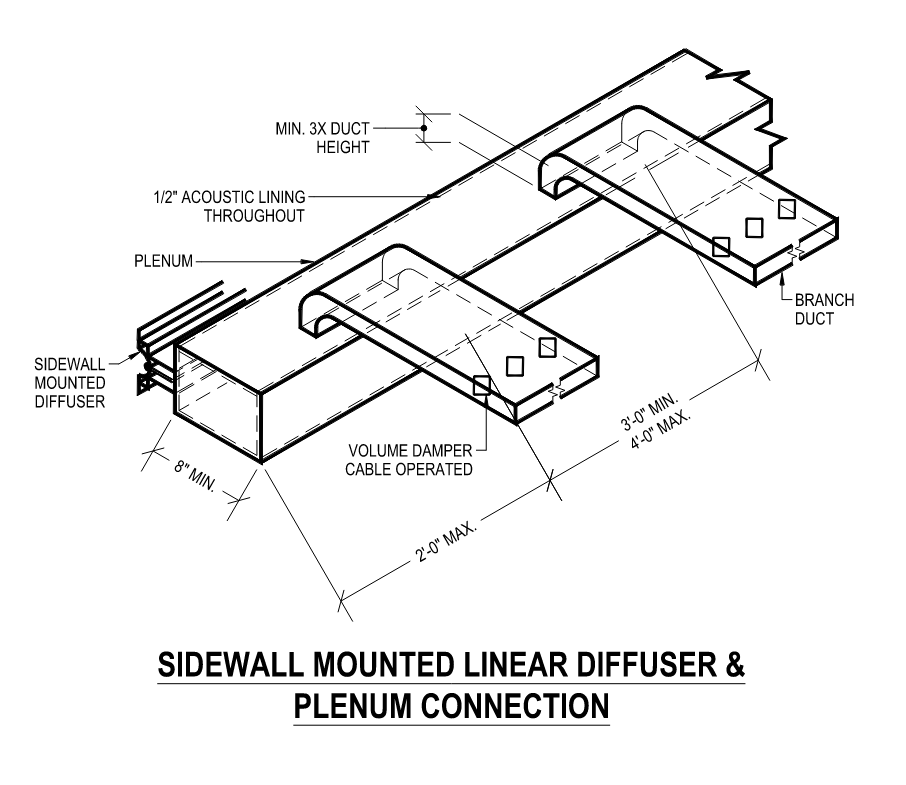 MIN. 3X DUCT
HEIGHT
1/2" ACOUSTIC LINING
THROUGHOUT
PLENUM
BRANCH
DUCT
SIDEWALL
MOUNTED
DIFFUSER
VOLUME DAMPER
CABLE OPERATED
3'-0" MIN.
4'-0" MAX.
8" MIN.
2'-0" MAX.
SIDEWALL MOUNTED LINEAR DIFFUSER &
PLENUM CONNECTION